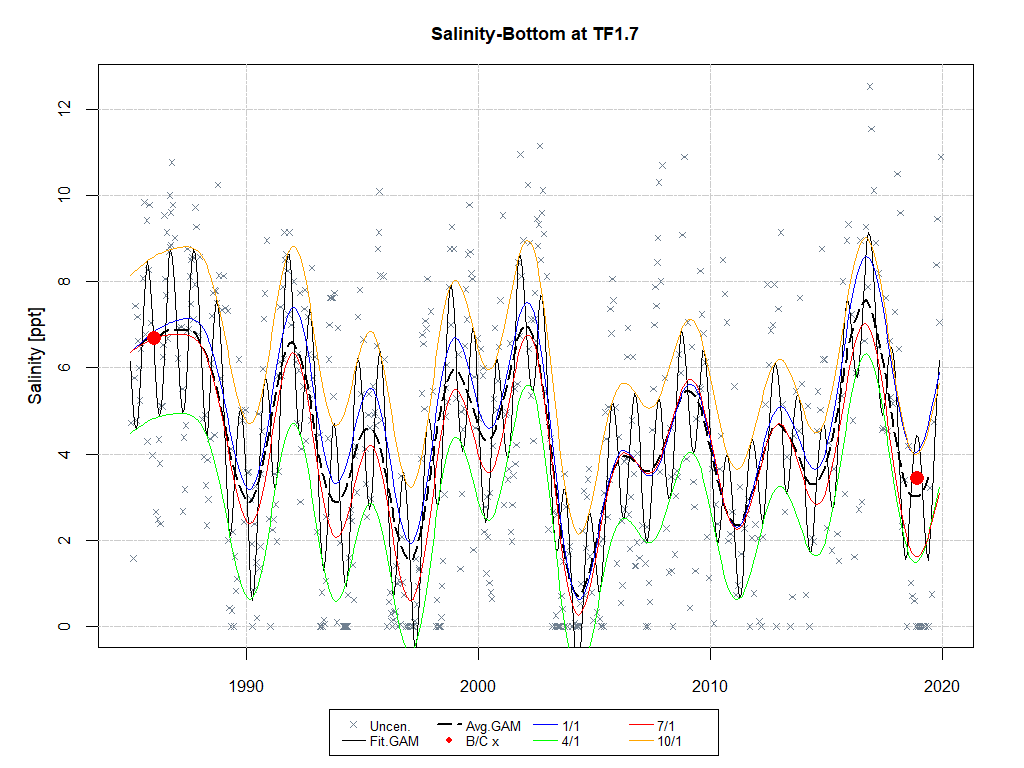 Salinity-Bottom at TF1.7
Salinity [ppt]
12
10
8
6
4
2
0
1990 2000 2010 2020
Uncen. Avg.GAM 1/1 7/1
Fit.GAM B/C x 4/1 10/1